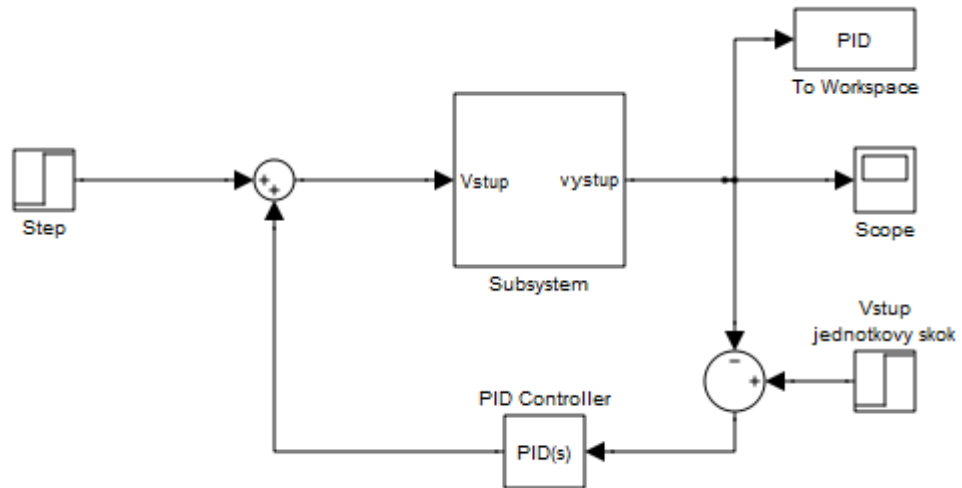 PID
To Workspace
Step
+
+
Vstup
vystup
Subsystem
Scope
Vstup
jednotkovy skok
−
+
PID Controller
PID(s)